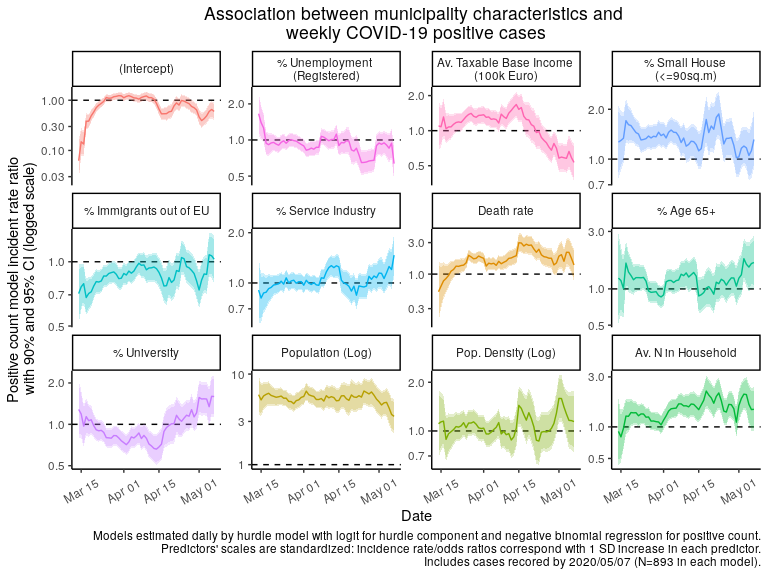 Association between municipality characteristics and
weekly COVID-19 positive cases
Positive count model incident rate ratio
with 90% and 95% CI (logged scale)
(Intercept)
1.00
0.30
0.10
0.03
% Unemployment
(Registered)
2.0
1.0
0.5
Av. Taxable Base Income
(100k Euro)
2.0
1.0
0.5
% Small House
(<=90sq.m)
2.0
1.0
0.7
% Immigrants out of EU
1.0
0.7
0.5
% Service Industry
2.0
1.0
0.7
Death rate
3.0
1.0
0.3
% Age 65+
3.0
1.0
0.5
% University
2.0
1.0
0.5
Population (Log)
10
3
1
Pop. Density (Log)
2.0
1.0
0.7
Av. N in Household
3.0
1.0
0.5
Mar 15 Apr 01 Apr 15 May 01
Mar 15 Apr 01 Apr 15 May 01
Mar 15 Apr 01 Apr 15 May 01
Mar 15 Apr 01 Apr 15 May 01
Date
Models estimated daily by hurdle model with logit for hurdle component and negative binomial regression for positive count.
Predictors' scales are standardized: incidence rate/odds ratios correspond with 1 SD increase in each predictor.
Includes cases recored by 2020/05/07 (N=893 in each model).